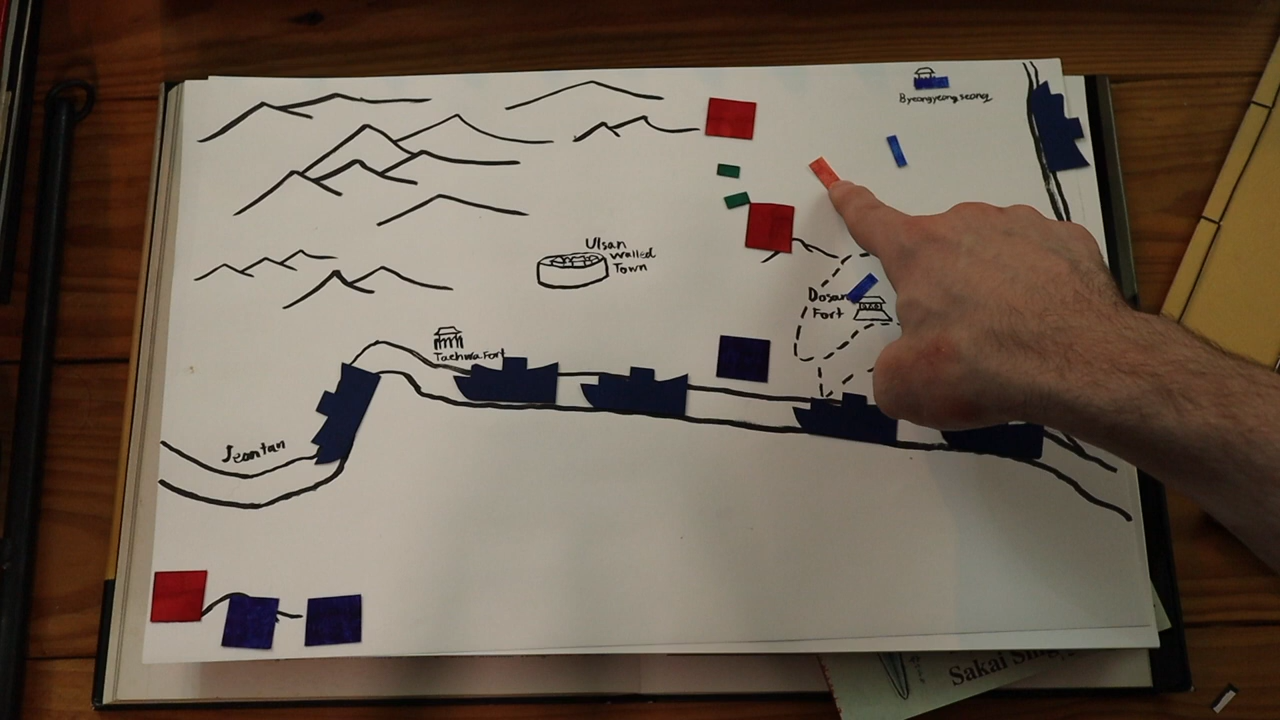 Byeongyeongseong
Ulsan
Walled
Town
Dosan
Fort
Taehwa Fort
Jeontan
Sakai